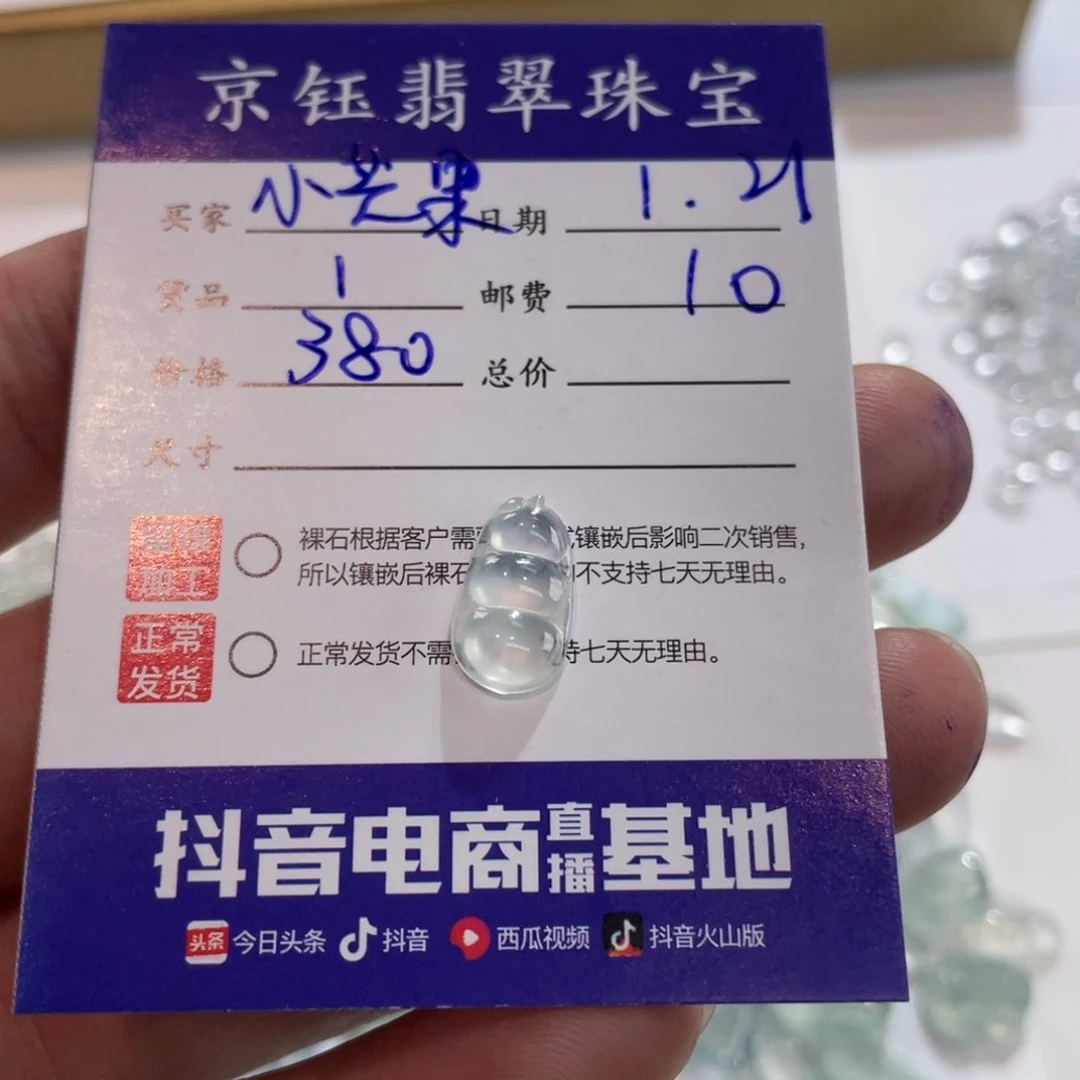 京钰翡翠珠宝
买家 小芒果 日期 1.21
货品 1 邮费 10
价格 380 总价
尺寸
加工
裸石根据客户需 镶嵌后影响二次销售,
所以镶嵌后裸石 不支持七天无理由。
正常
发货
正常发货不需 持七天无理由。
抖音电商直播基地
头条 今日头条 抖音 西瓜视频 抖音火山版